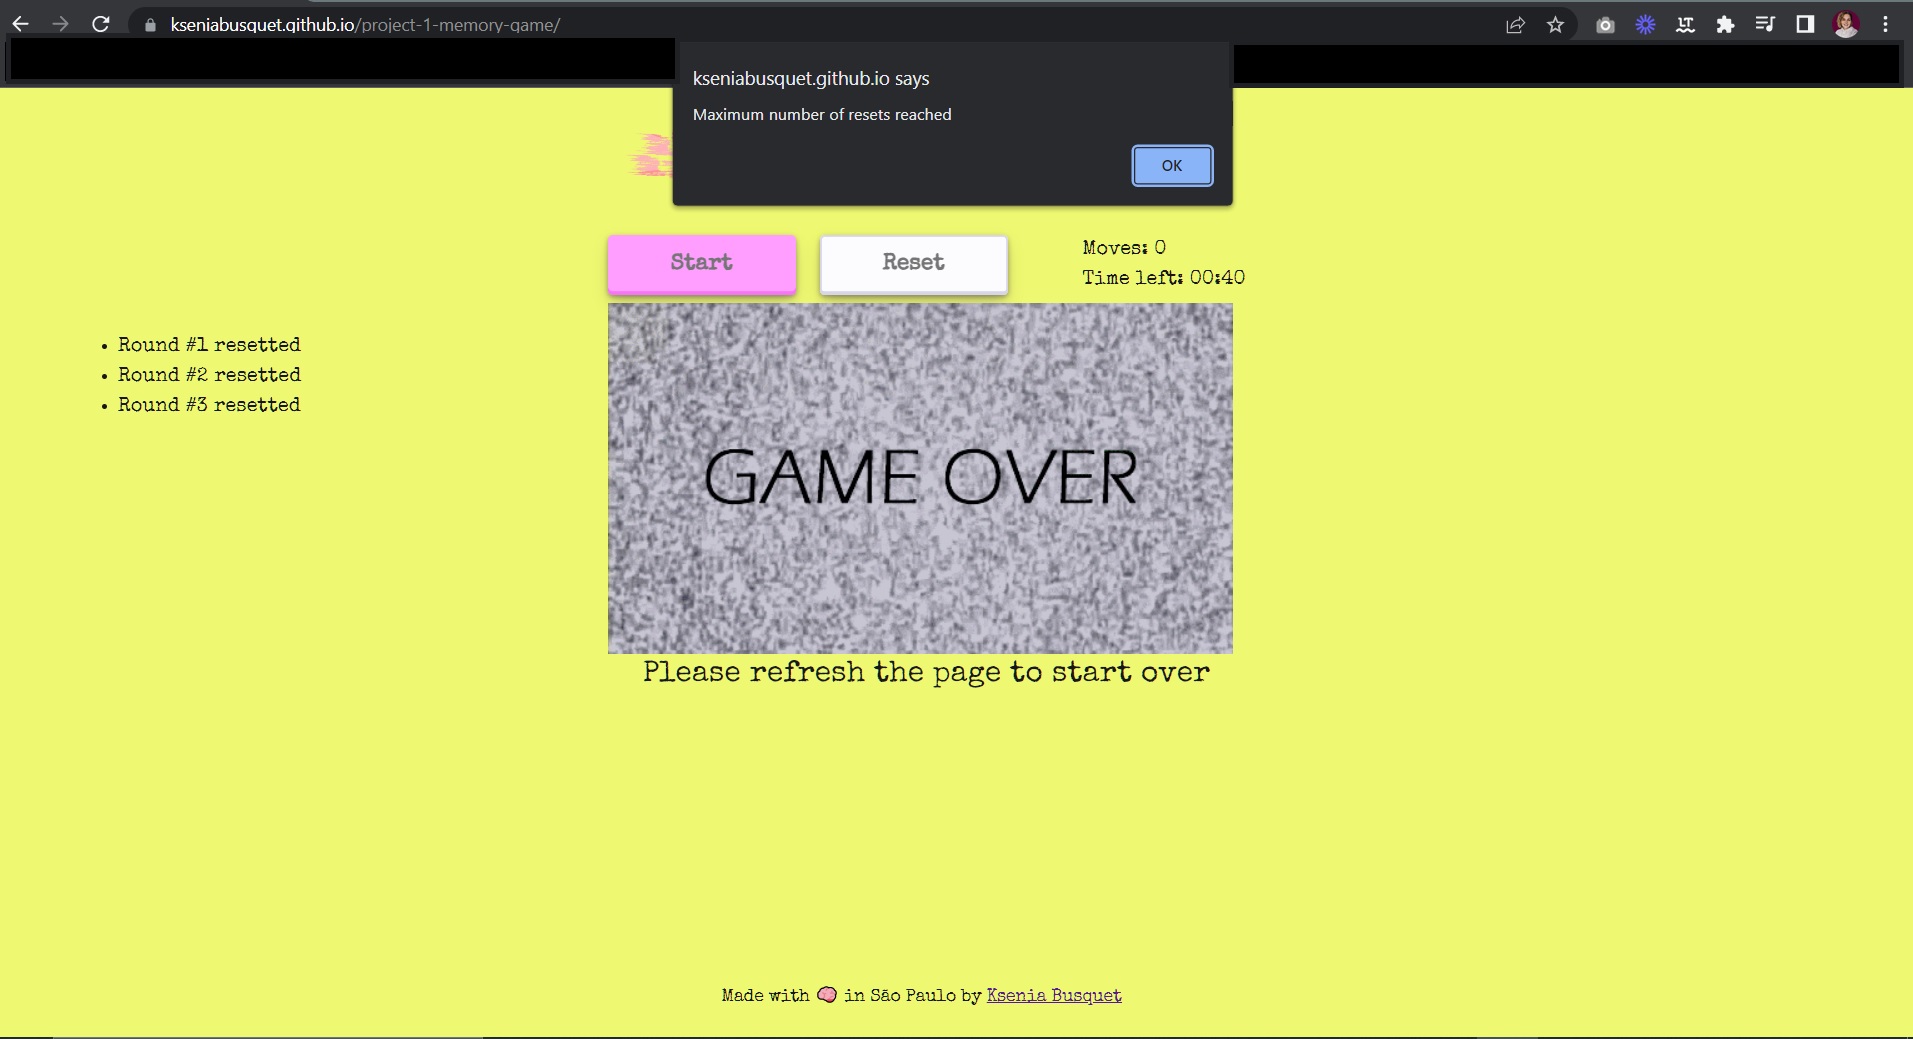 kseniabusquet.github.io/project-1-memory-game/
kseniabusquet.github.io says
Maximum number of resets reached
OK
Start
Reset
Moves: 0
Time left: 00:40
Round #1 resetted
Round #2 resetted
Round #3 resetted
GAME OVER
Please refresh the page to start over
Made with 🧠 in São Paulo by Ksenia Busquet